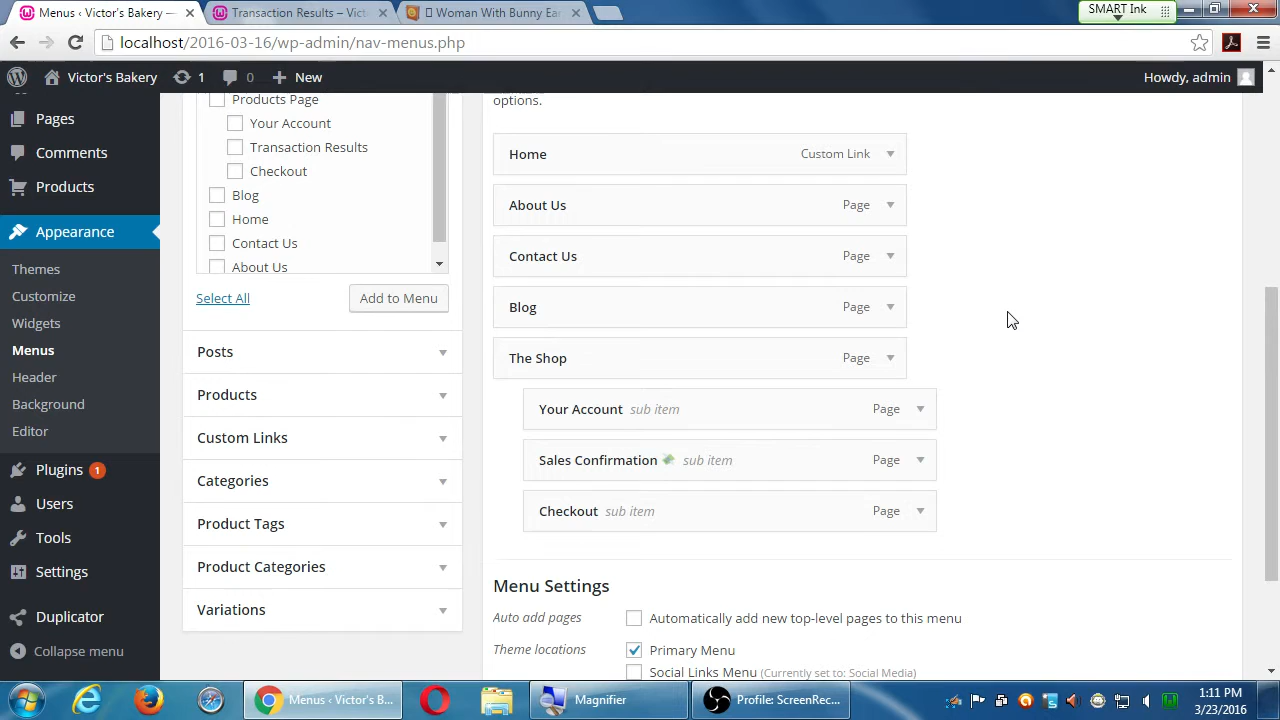 Menus ‹ Victor's Bakery —
Transaction Results – Victo
Woman With Bunny Ear
SMART Ink
localhost/2016-03-16/wp-admin/nav-menus.php
Victor's Bakery
1
0
New
Howdy, admin
Pages
Comments
Products
Appearance
Themes
Customize
Widgets
Menus
Header
Background
Editor
Plugins 1
Users
Tools
Settings
Duplicator
Collapse menu
Products Page
Your Account
Transaction Results
Checkout
Blog
Home
Contact Us
About Us
Select All
Add to Menu
Posts
Products
Custom Links
Categories
Product Tags
Product Categories
Variations
options.
Home Custom Link
About Us Page
Contact Us Page
Blog Page
The Shop Page
Your Account sub item Page
Sales Confirmation sub item Page
Checkout sub item Page
Menu Settings
Auto add pages
Automatically add new top-level pages to this menu
Theme locations
Primary Menu
Social Links Menu (Currently set to: Social Media)
Menus ‹ Victor's B...
Magnifier
Profile: ScreenRec...
1:11 PM
3/23/2016